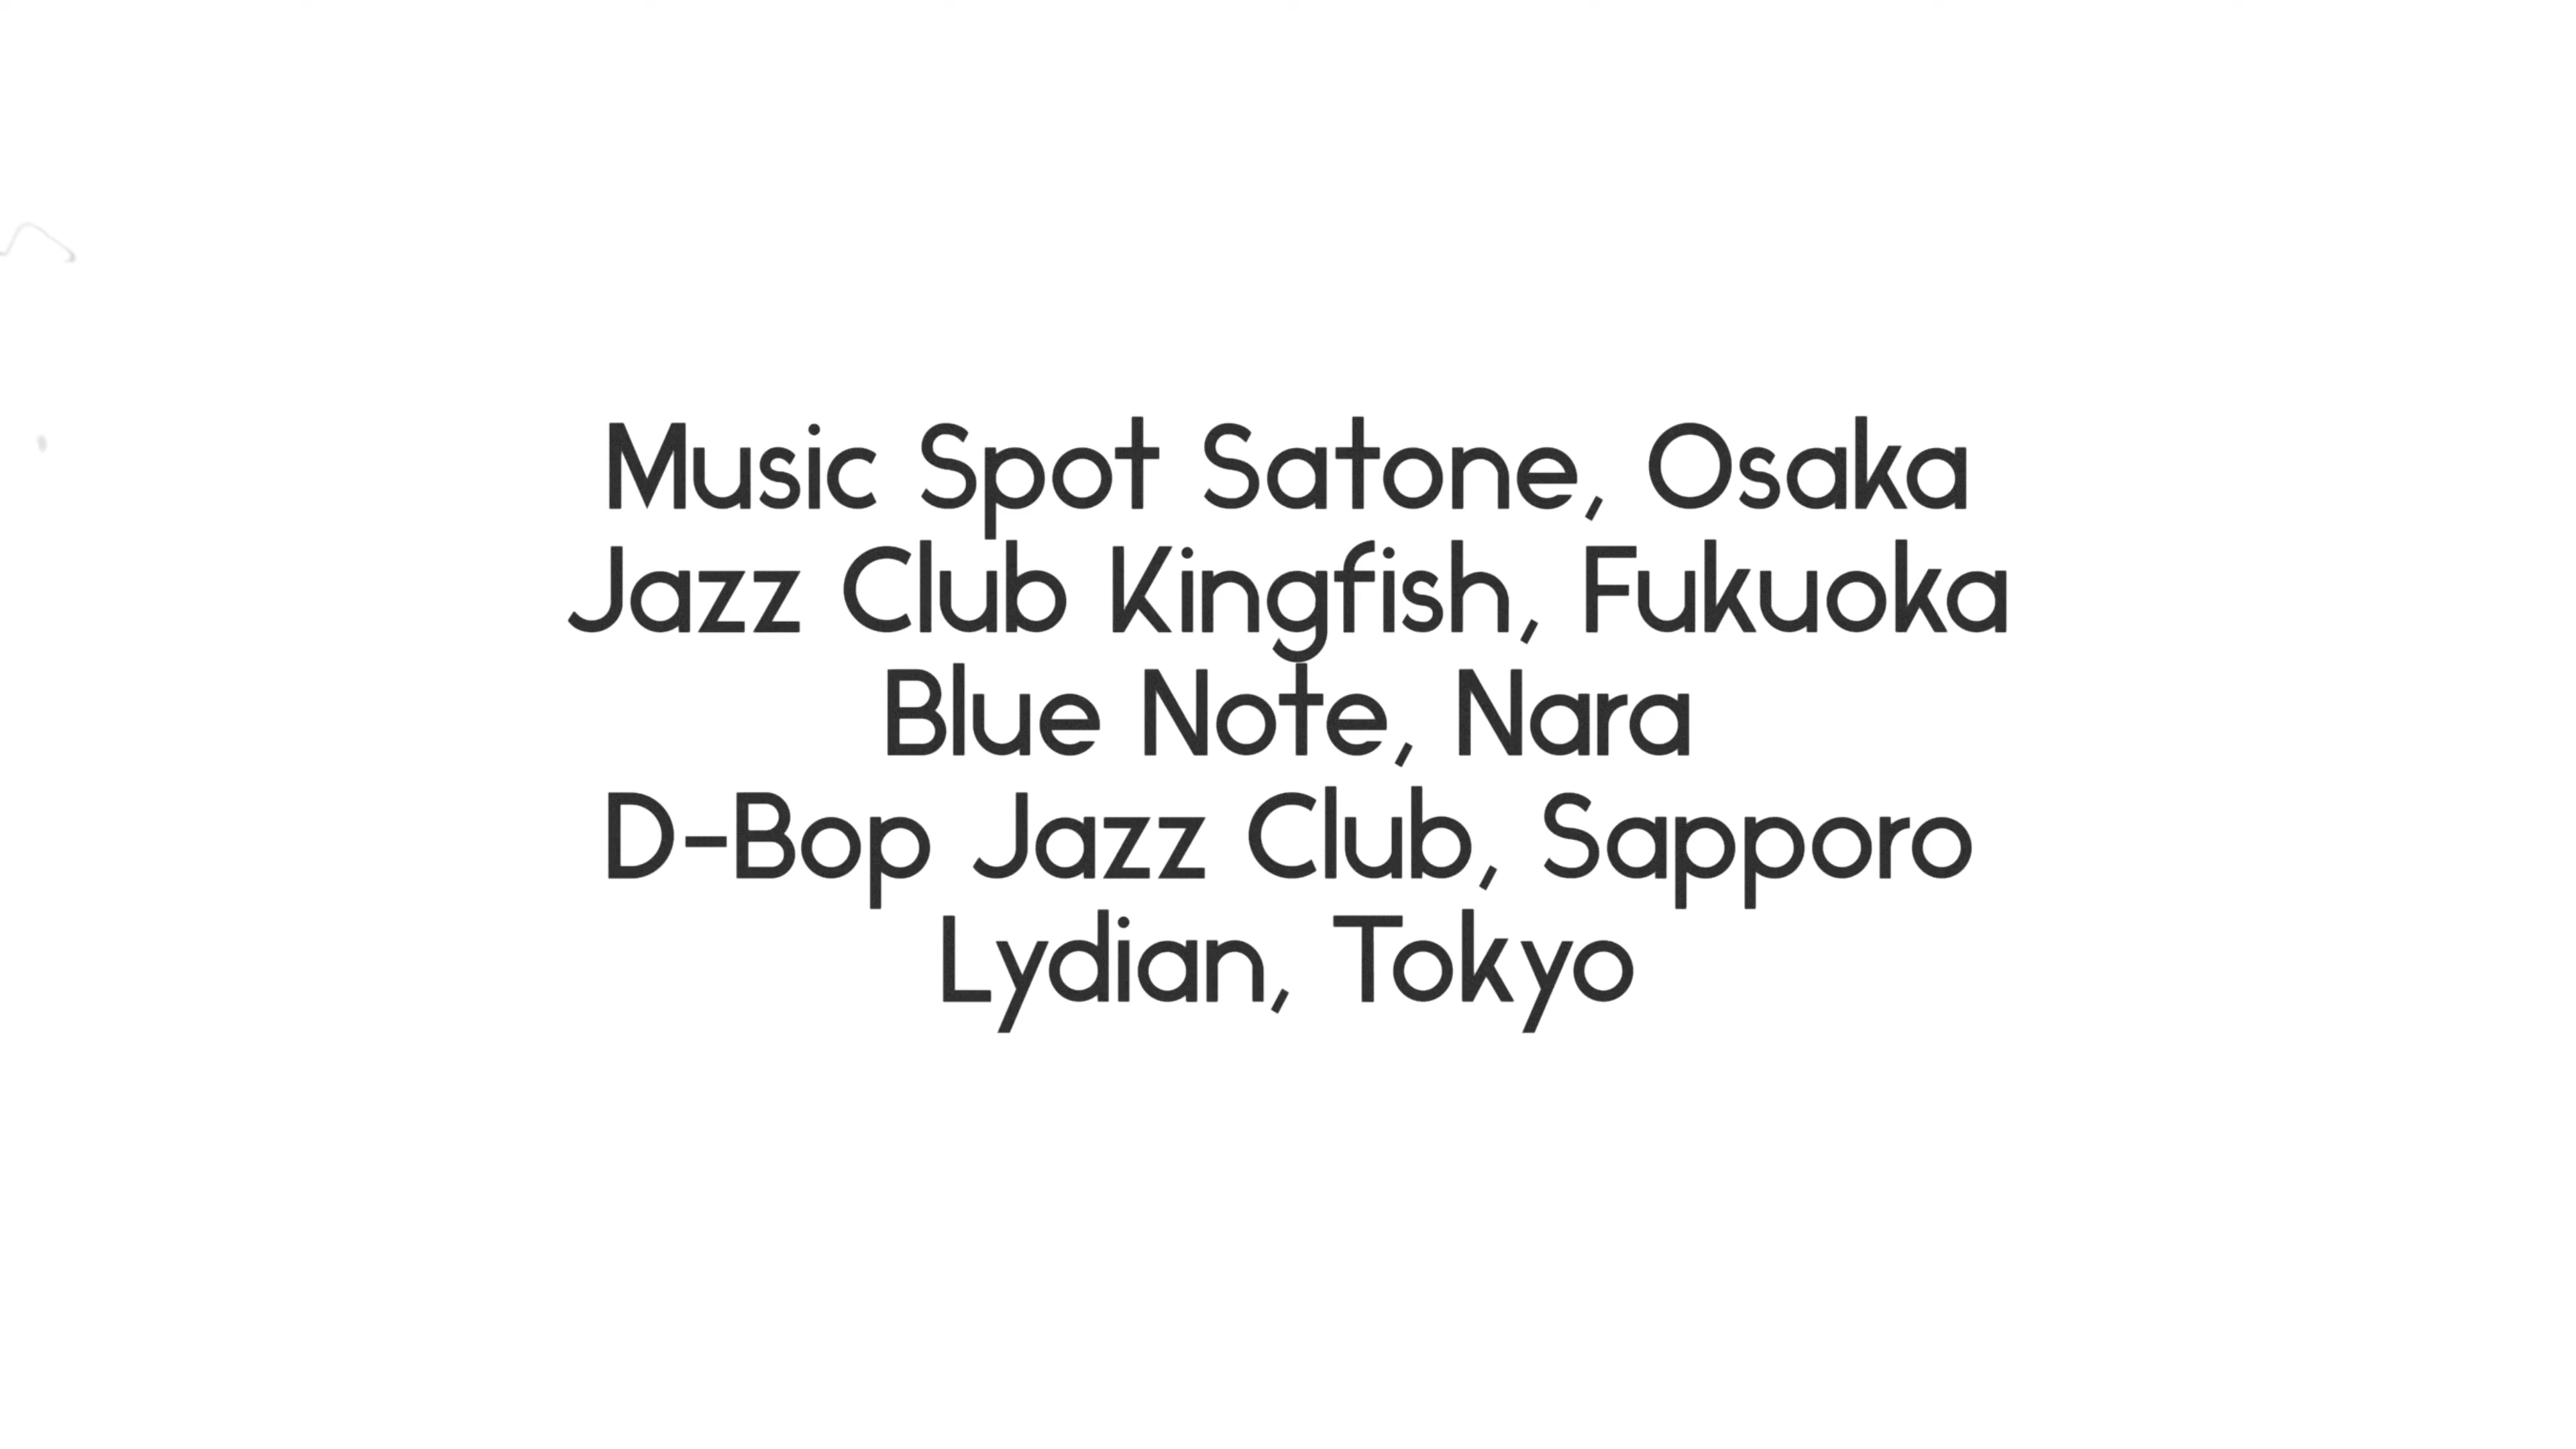 Music Spot Satone, Osaka
Jazz Club Kingfish, Fukuoka
Blue Note, Nara
D-Bop Jazz Club, Sapporo
Lydian, Tokyo